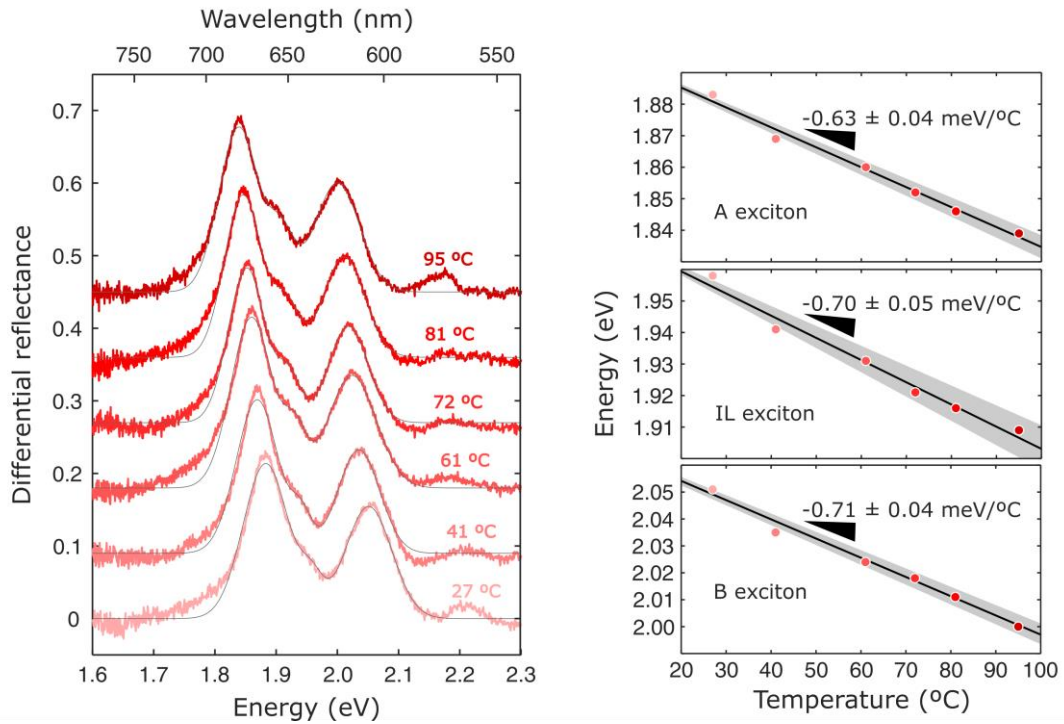 Wavelength (nm)
750 700 650 600 550
Differential reflectance
0.7
0.6
0.5
0.4
0.3
0.2
0.1
0
95 ºC
81 ºC
72 ºC
61 ºC
41 ºC
27 ºC
1.6 1.7 1.8 1.9 2.0 2.1 2.2 2.3
Energy (eV)
Energy (eV)
1.88
1.87
1.86
1.85
1.84
-0.63 ± 0.04 meV/ºC
A exciton
1.95
1.94
1.93
1.92
1.91
-0.70 ± 0.05 meV/ºC
IL exciton
2.05
2.04
2.03
2.02
2.01
2.00
-0.71 ± 0.04 meV/ºC
B exciton
20 30 40 50 60 70 80 90 100
Temperature (ºC)